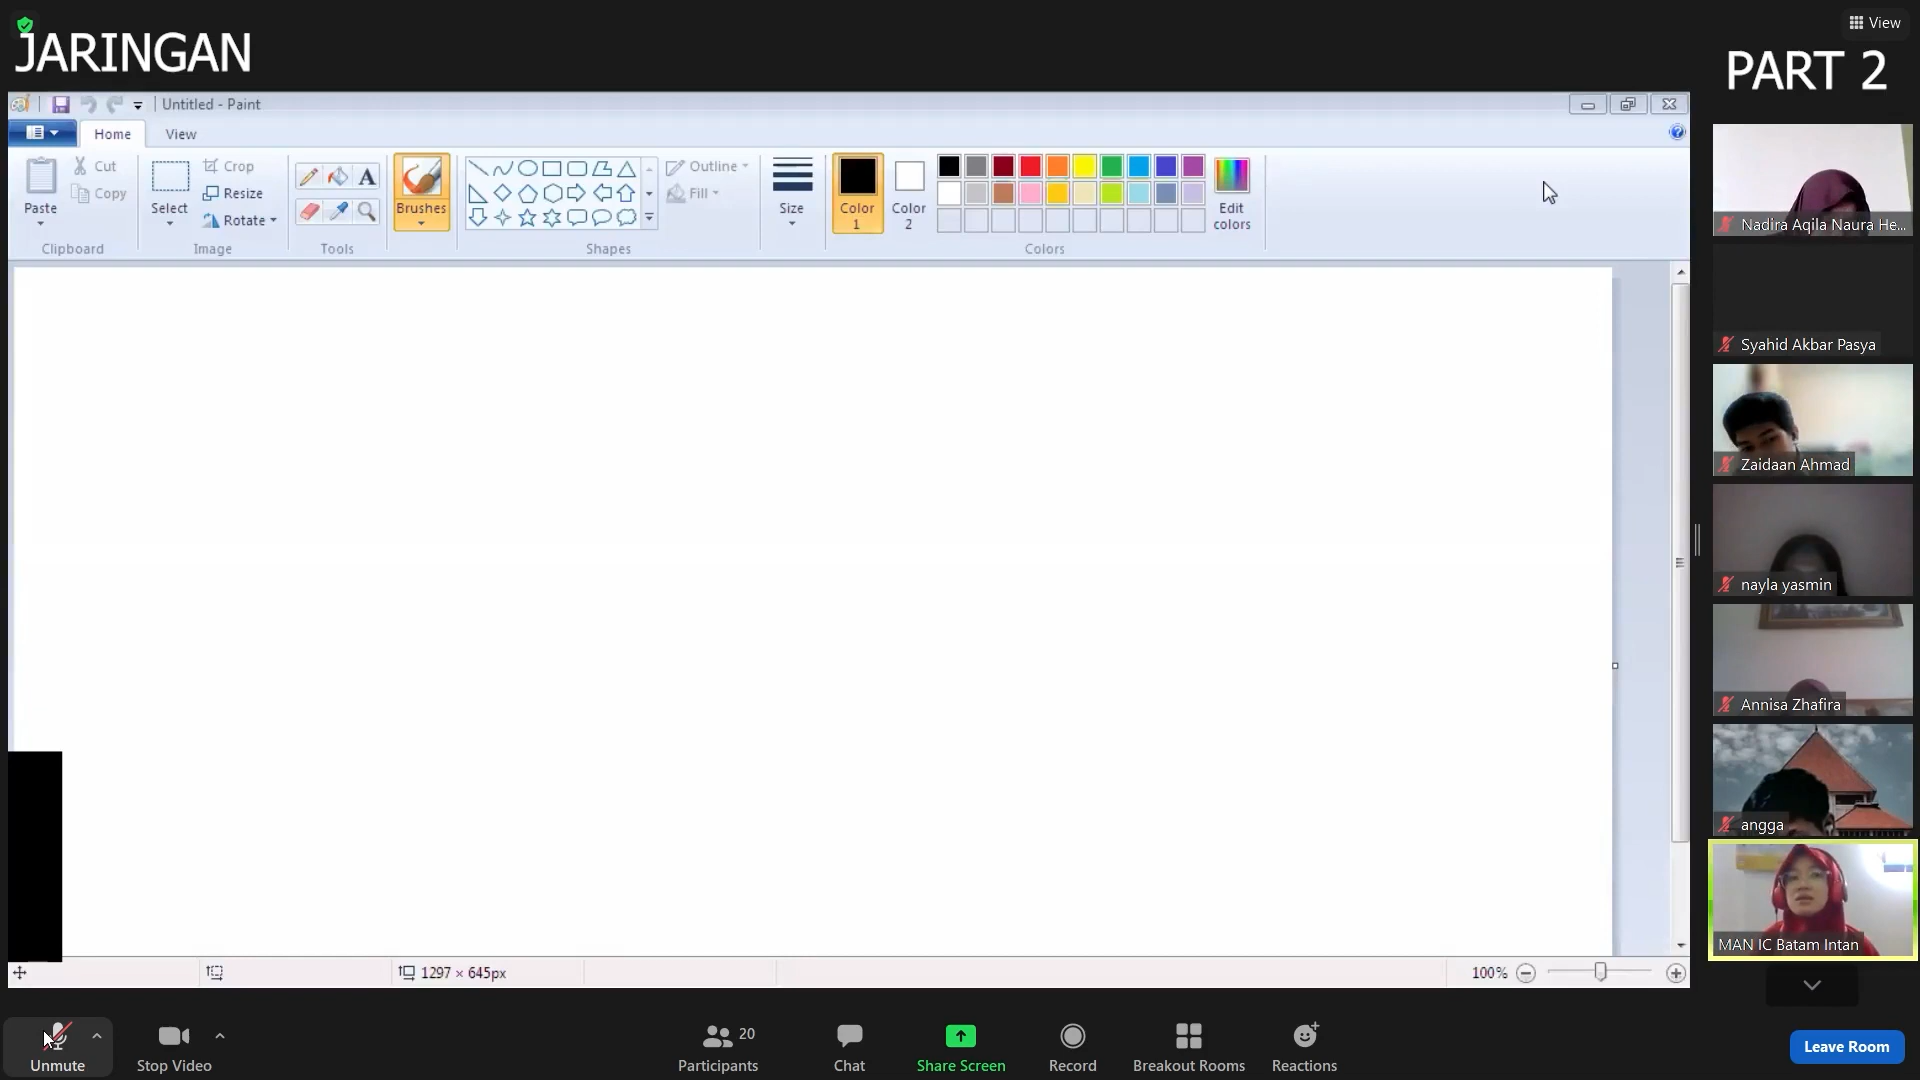 JARINGAN
View
PART 2
Untitled - Paint
Home
View
Paste
Cut
Copy
Clipboard
Select
Crop
Resize
Rotate
Image
A
Tools
Brushes
Shapes
Outline
Fill
Size
Color
1
Color
2
Edit
colors
Colors
1297 × 645px
100%
Nadira Aqila Naura He...
Syahid Akbar Pasya
Zaidaan Ahmad
nayla yasmin
Annisa Zhafira
angga
MAN IC Batam Intan
Unmute
Stop Video
20
Participants
Chat
Share Screen
Record
Breakout Rooms
Reactions
Leave Room